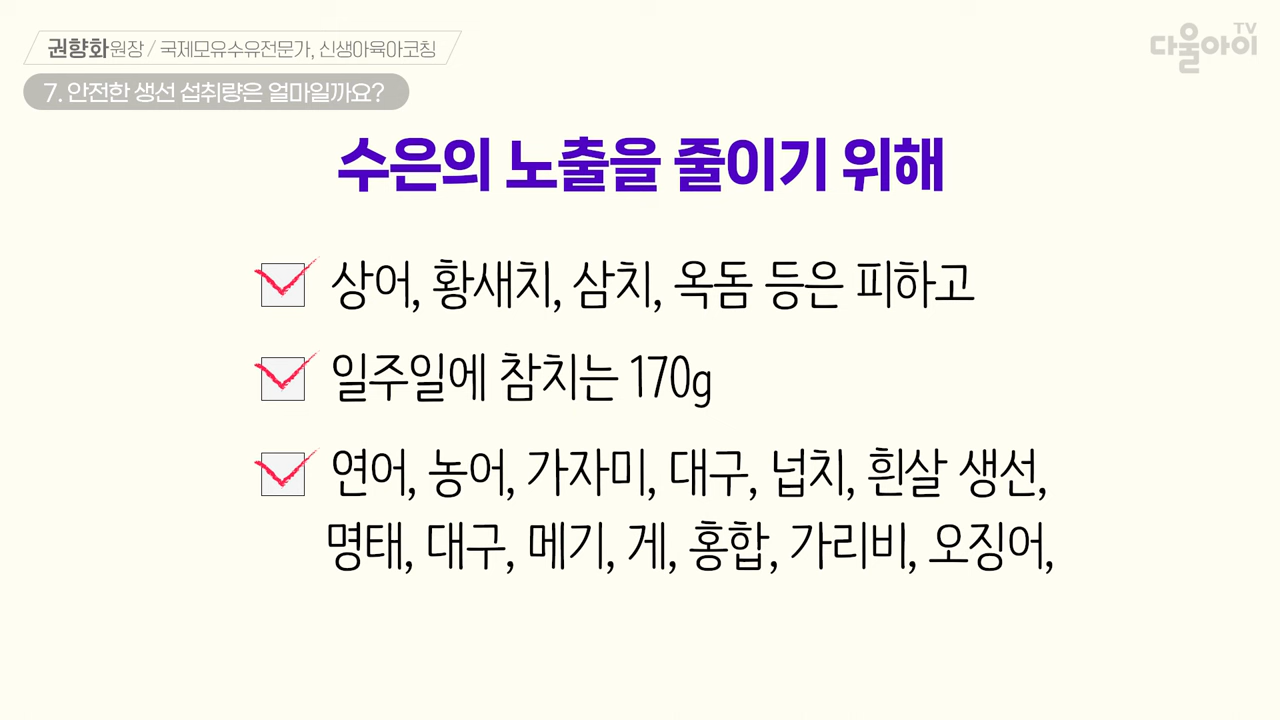 권향화원장 / 국제모유수유전문가, 신생아육아코칭
다울아이 TV
7. 안전한 생선 섭취량은 얼마일까요?
수은의 노출을 줄이기 위해
상어, 황새치, 삼치, 옥돔 등은 피하고
일주일에 참치는 170g
연어, 농어, 가자미, 대구, 넙치, 흰살 생선,
명태, 대구, 메기, 게, 홍합, 가리비, 오징어,